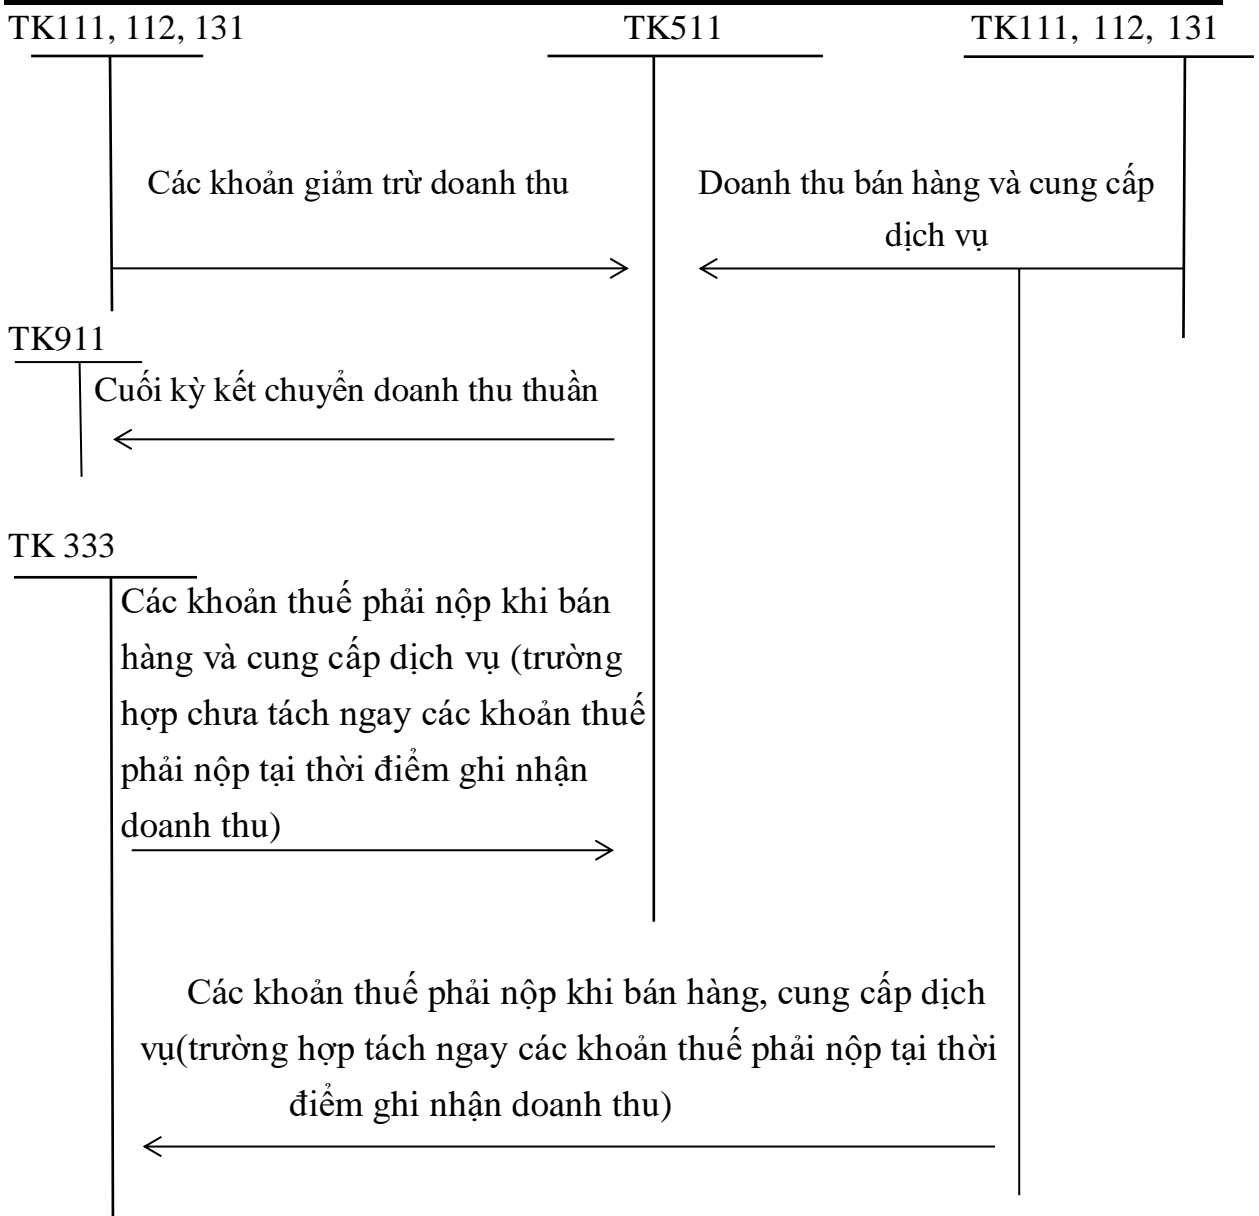 TK111, 112, 131
TK511
TK111, 112, 131
Các khoản giảm trừ doanh thu
Doanh thu bán hàng và cung cấp
dịch vụ
TK911
Cuối kỳ kết chuyển doanh thu thuần
TK 333
Các khoản thuế phải nộp khi bán
hàng và cung cấp dịch vụ (trường
hợp chưa tách ngay các khoản thuế
phải nộp tại thời điểm ghi nhận
doanh thu)
Các khoản thuế phải nộp khi bán hàng, cung cấp dịch
vụ(trường hợp tách ngay các khoản thuế phải nộp tại thời
điểm ghi nhận doanh thu)